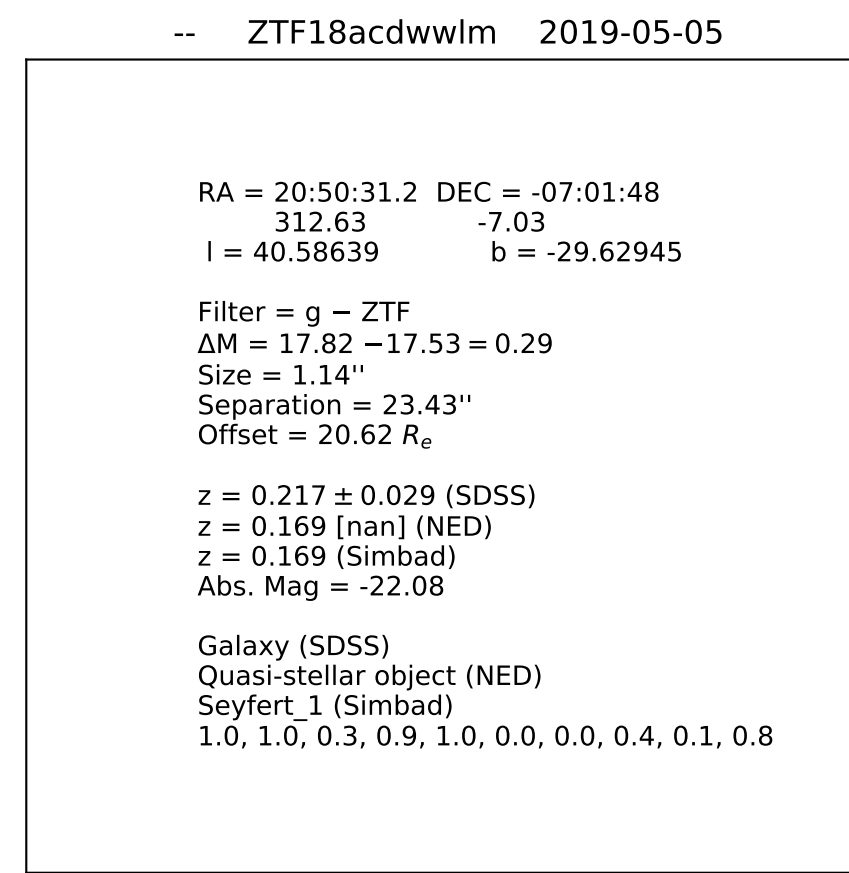 -- ZTF18acdwwlm 2019-05-05
RA = 20:50:31.2 DEC = -07:01:48
312.63 -7.03
l = 40.58639 b = -29.62945
Filter = g − ZTF
ΔM = 17.82 −17.53 = 0.29
Size = 1.14''
Separation = 23.43''
Offset = 20.62 Rₑ
z = 0.217 ± 0.029 (SDSS)
z = 0.169 [nan] (NED)
z = 0.169 (Simbad)
Abs. Mag = -22.08
Galaxy (SDSS)
Quasi-stellar object (NED)
Seyfert_1 (Simbad)
1.0, 1.0, 0.3, 0.9, 1.0, 0.0, 0.0, 0.4, 0.1, 0.8